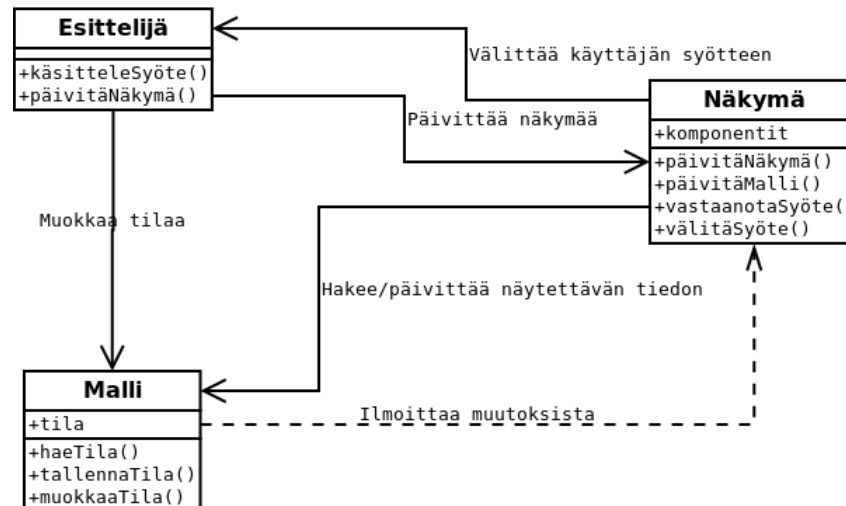 Esittelijä
+käsitteleSyöte()
+päivitäNäkymä()
Välittää käyttäjän syötteen
Päivittää näkymää
Näkymä
+komponentit
+päivitäNäkymä()
+päivitäMalli()
+vastaanotaSyöte(
+välitäSyöte()
Muokkaa tilaa
Hakee/päivittää näytettävän tiedon
Malli
+tila
+haeTila()
+tallennaTila()
+muokkaaTila()
Ilmoittaa muutoksista